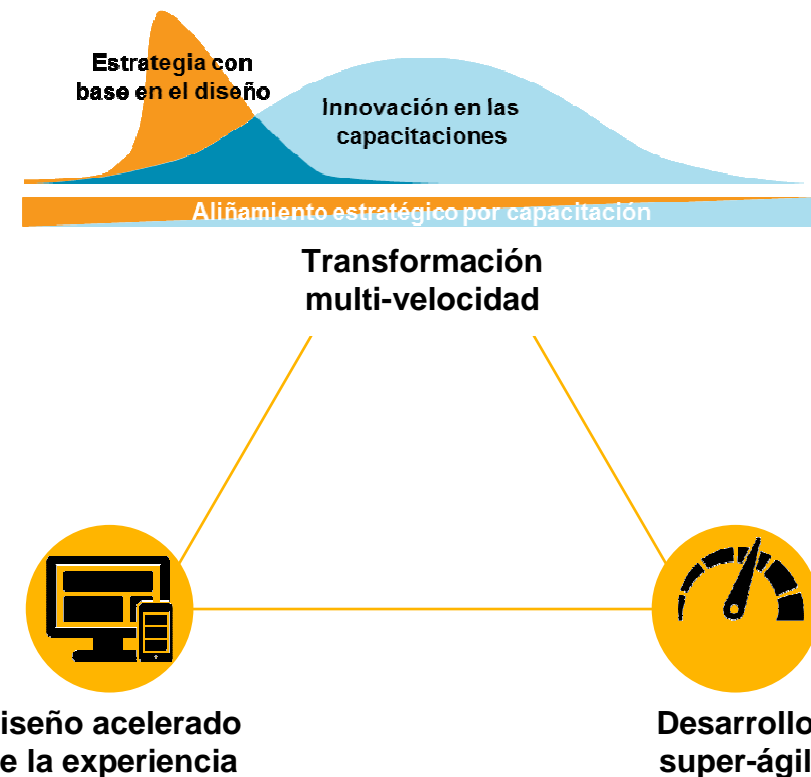 Estrategia con
base en el diseño
Innovación en las
capacitaciones
Aliñamiento estratégico por capacitación
Transformación
multi-velocidad
iseño acelerado
e la experiencia
Desarrollo
super-ágil